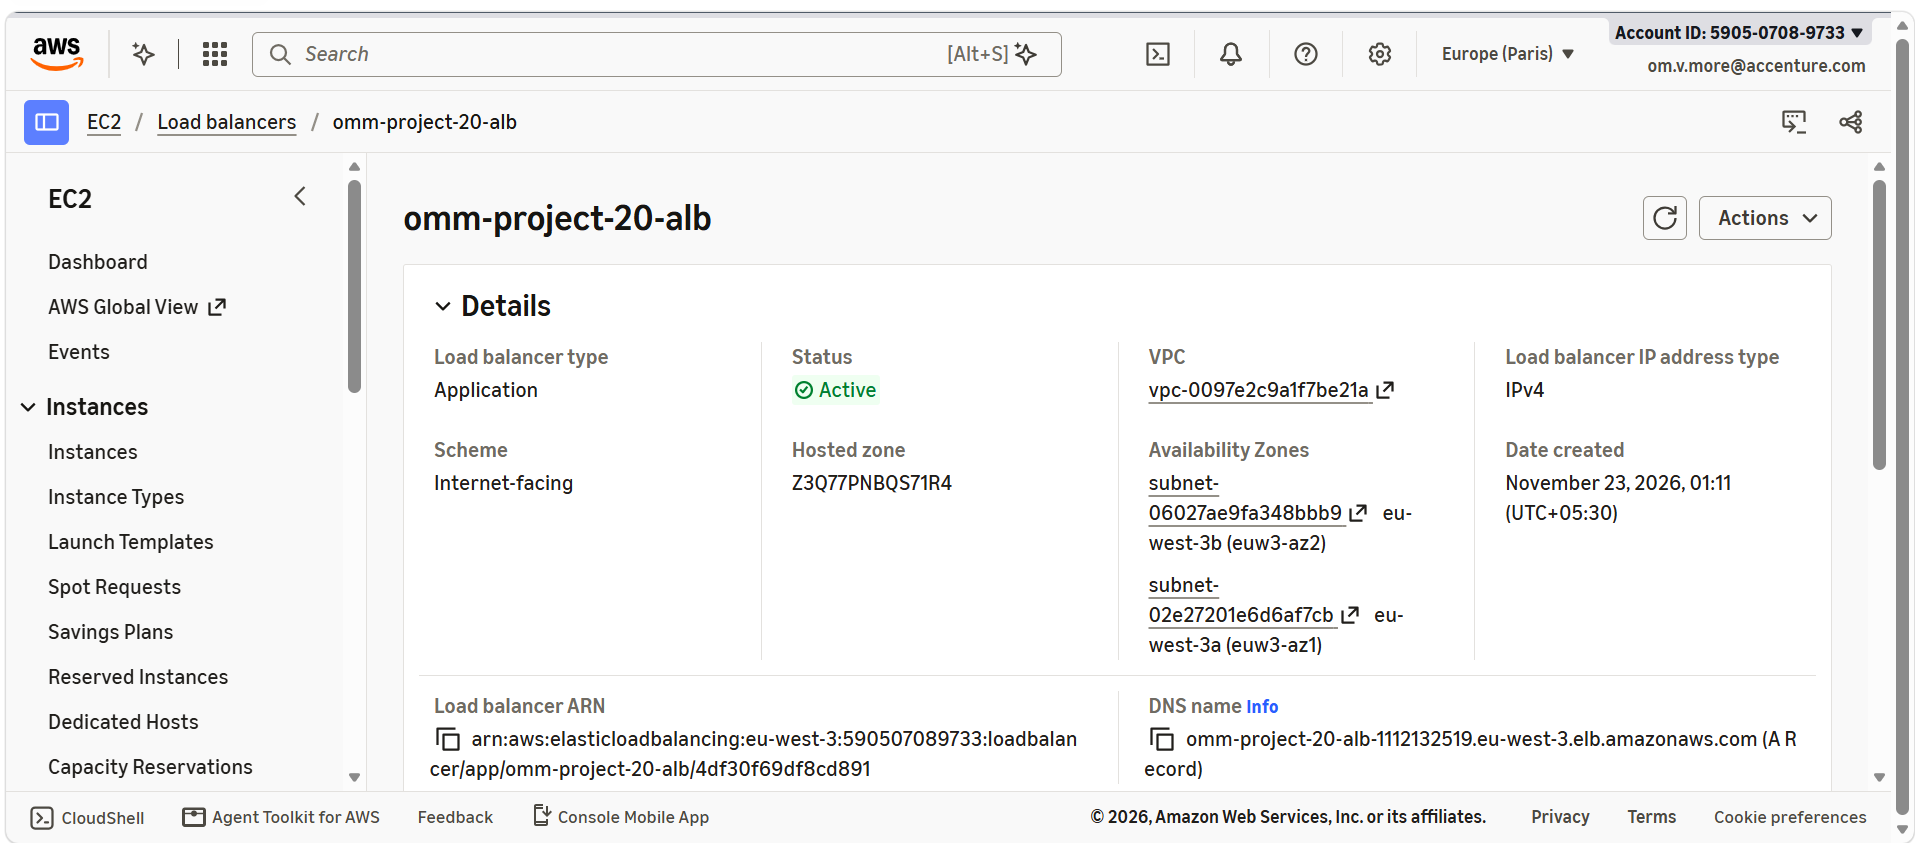 aws
Search
[Alt+S]
Europe (Paris)
Account ID: 5905-0708-9733
om.v.more@accenture.com
EC2 / Load balancers / omm-project-20-alb
EC2
Dashboard
AWS Global View
Events
Instances
Instances
Instance Types
Launch Templates
Spot Requests
Savings Plans
Reserved Instances
Dedicated Hosts
Capacity Reservations
omm-project-20-alb
Actions
Details
Load balancer type
Application
Status
Active
VPC
vpc-0097e2c9a1f7be21a
Load balancer IP address type
IPv4
Scheme
Internet-facing
Hosted zone
Z3Q77PNBQS71R4
Availability Zones
subnet-
06027ae9fa348bbb9 eu-
west-3b (euw3-az2)
subnet-
02e27201e6d6af7cb eu-
west-3a (euw3-az1)
Date created
November 23, 2026, 01:11
(UTC+05:30)
Load balancer ARN
arn:aws:elasticloadbalancing:eu-west-3:590507089733:loadbalan
cer/app/omm-project-20-alb/4df30f69df8cd891
DNS name Info
omm-project-20-alb-1112132519.eu-west-3.elb.amazonaws.com (A R
ecord)
CloudShell
Agent Toolkit for AWS
Feedback
Console Mobile App
© 2026, Amazon Web Services, Inc. or its affiliates.
Privacy
Terms
Cookie preferences